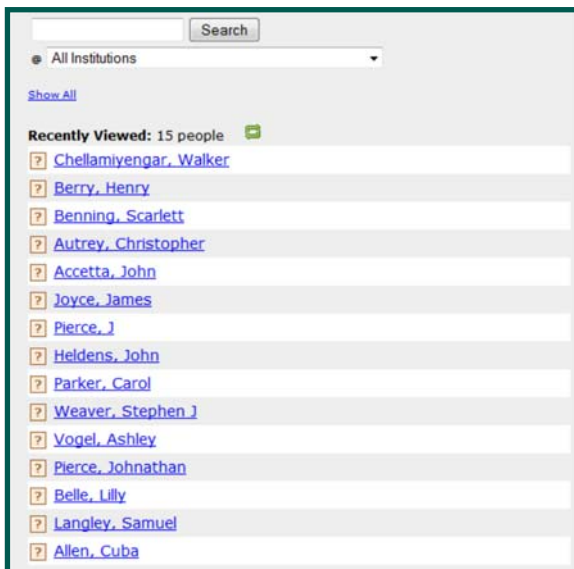 Search
@ All Institutions
Show All
Recently Viewed: 15 people
? Chellamiyengar, Walker
? Berry, Henry
? Benning, Scarlett
? Autrey, Christopher
? Accetta, John
? Joyce, James
? Pierce, J
? Heldens, John
? Parker, Carol
? Weaver, Stephen J
? Vogel, Ashley
? Pierce, Johnathan
? Belle, Lilly
? Langley, Samuel
? Allen, Cuba